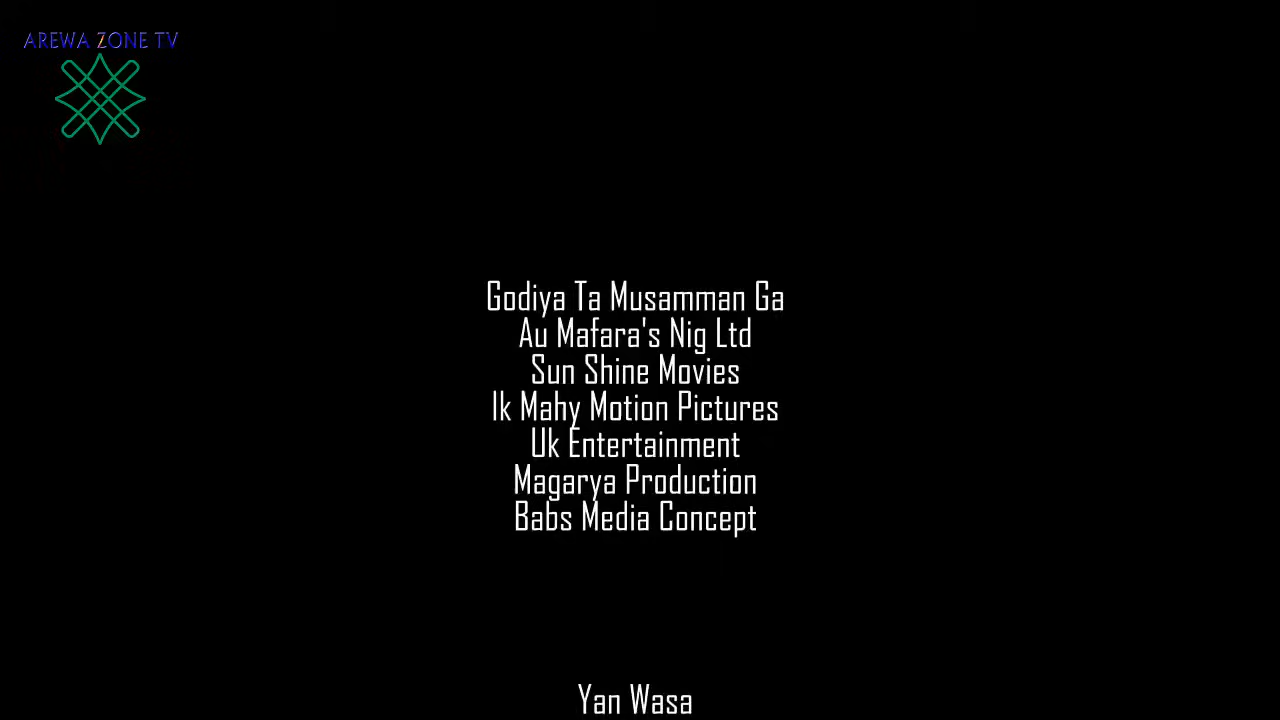 AREWA ZONE TV
Godiya Ta Musamman Ga
Au Mafara's Nig Ltd
Sun Shine Movies
Ik Mahy Motion Pictures
Uk Entertainment
Magarya Production
Babs Media Concept
Yan Wasa